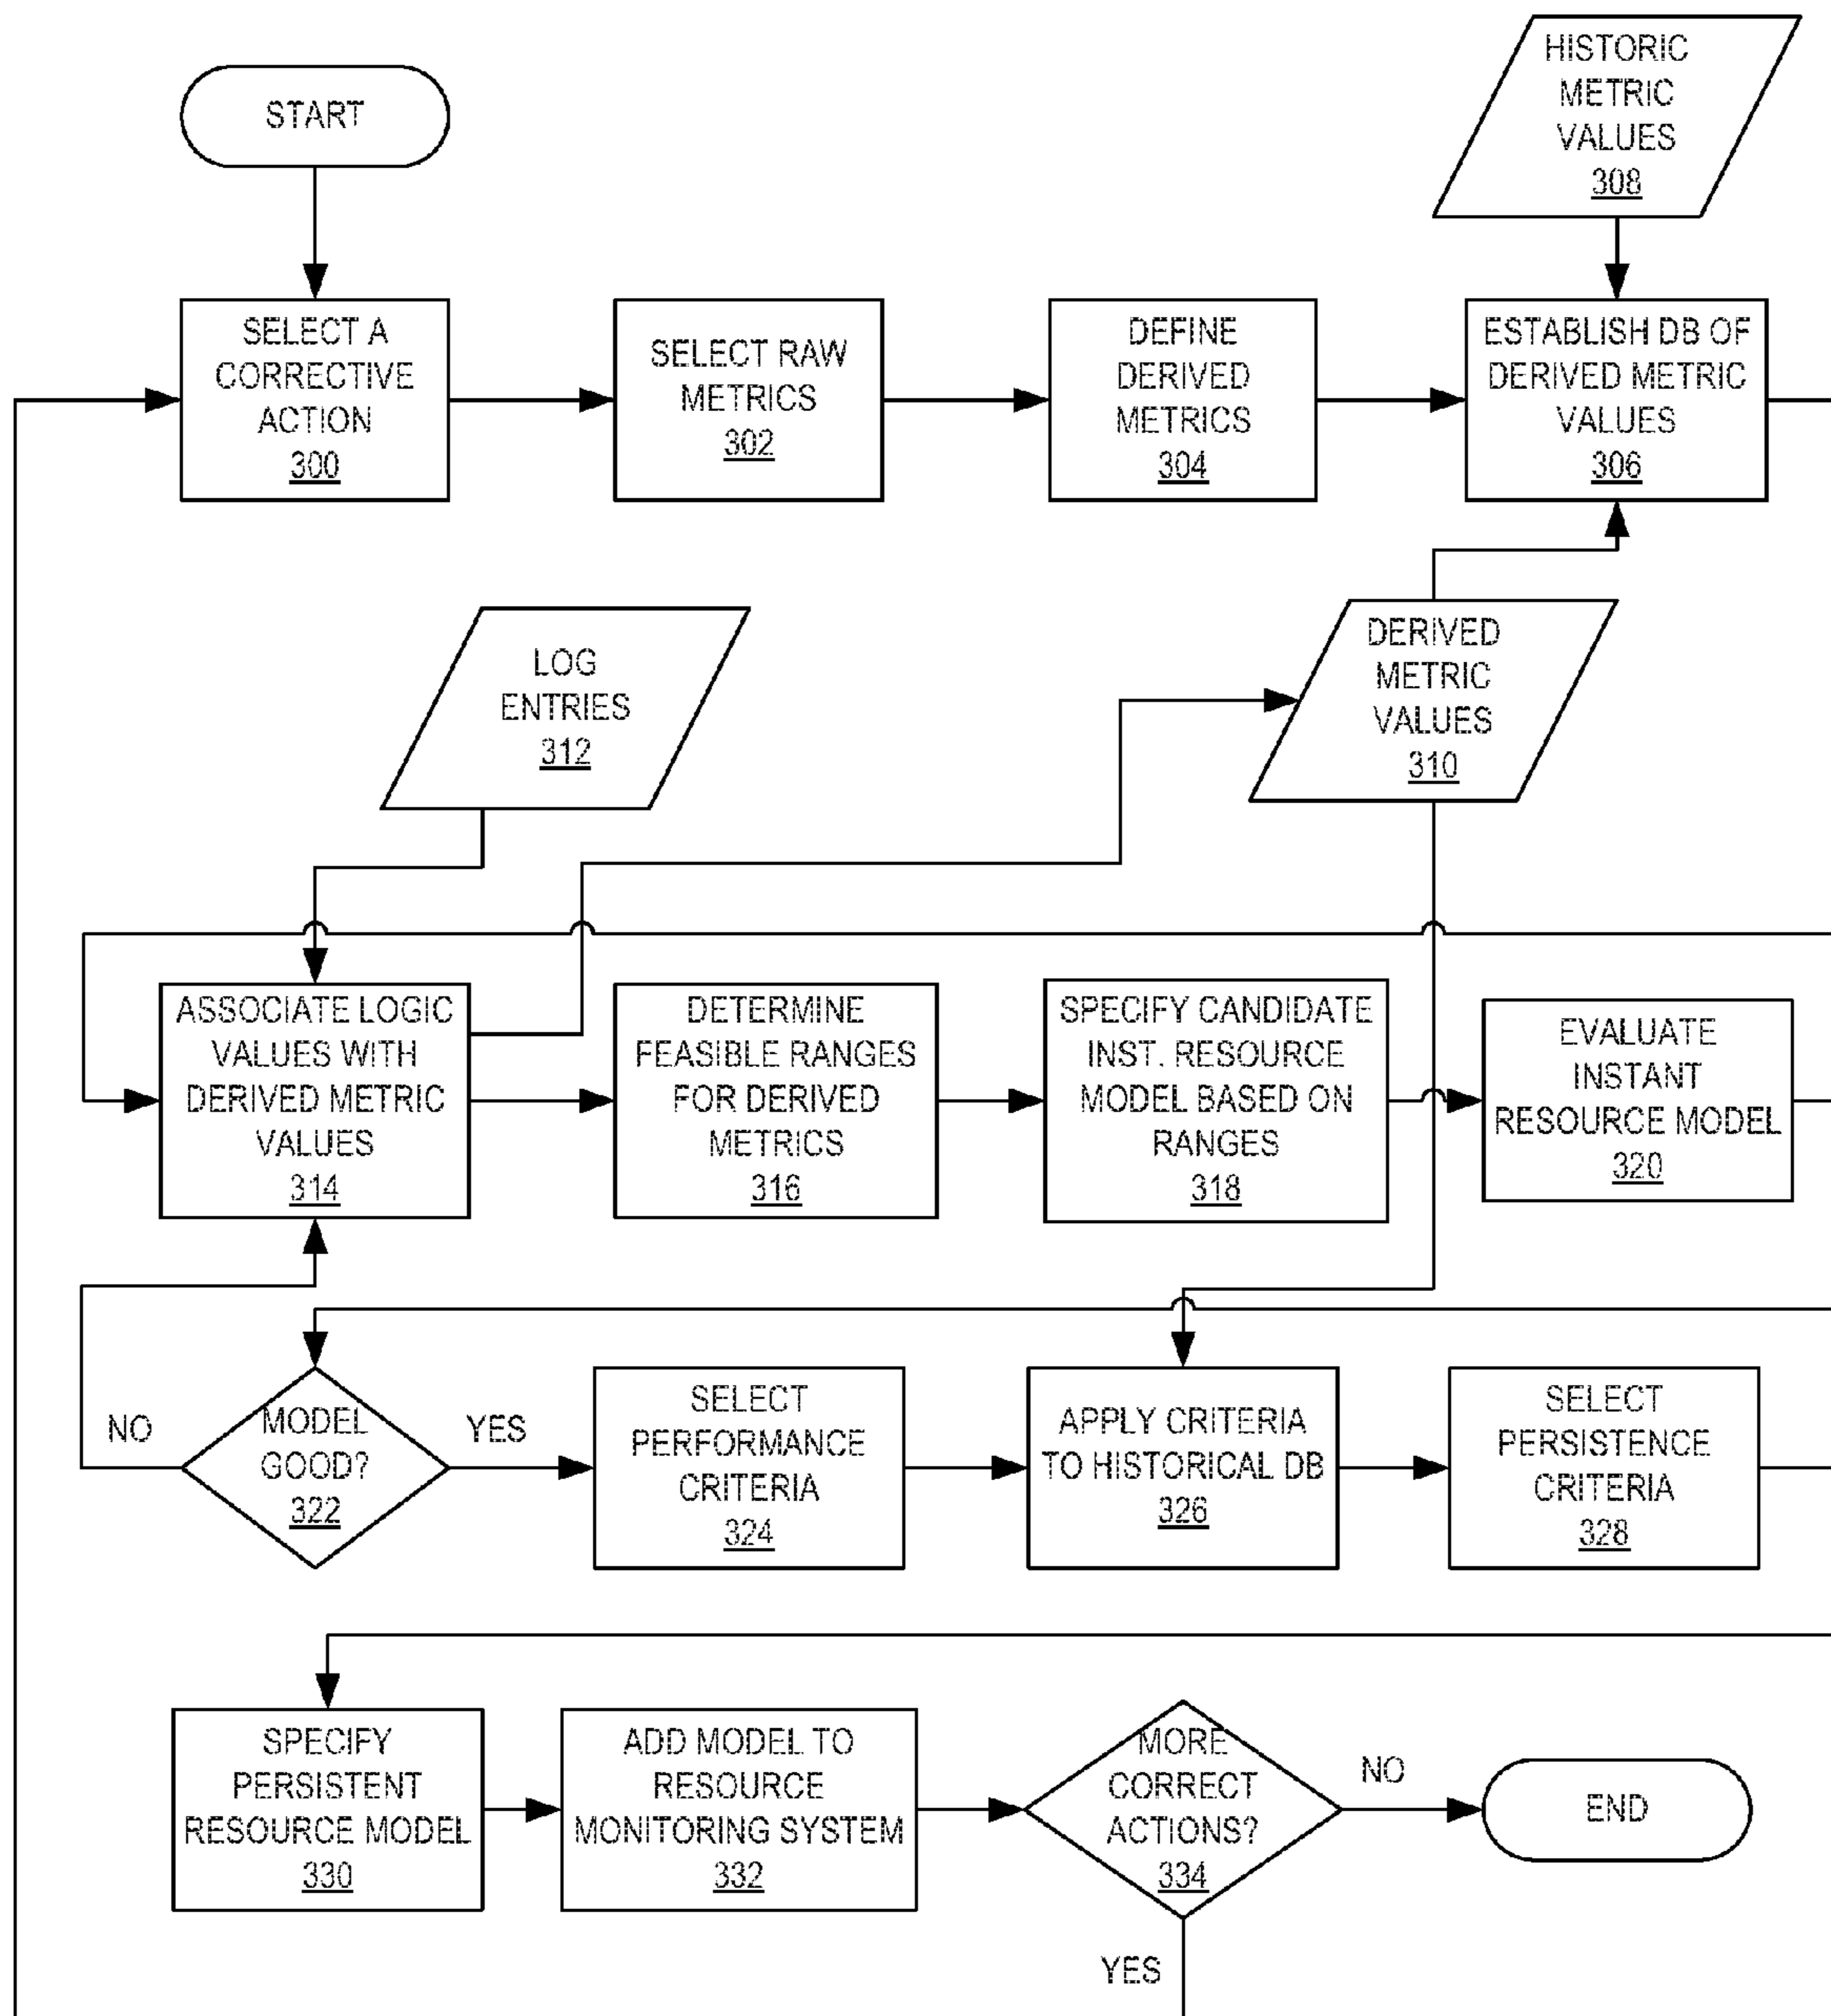 START
HISTORIC
METRIC
VALUES
308
SELECT A
CORRECTIVE
ACTION
300
SELECT RAW
METRICS
302
DEFINE
DERIVED
METRICS
304
ESTABLISH DB OF
DERIVED METRIC
VALUES
306
LOG
ENTRIES
312
DERIVED
METRIC
VALUES
310
ASSOCIATE LOGIC
VALUES WITH
DERIVED METRIC
VALUES
314
DETERMINE
FEASIBLE RANGES
FOR DERIVED
METRICS
316
SPECIFY CANDIDATE
INST. RESOURCE
MODEL BASED ON
RANGES
318
EVALUATE
INSTANT
RESOURCE MODEL
320
NO
MODEL
GOOD?
322
YES
SELECT
PERFORMANCE
CRITERIA
324
APPLY CRITERIA
TO HISTORICAL DB
326
SELECT
PERSISTENCE
CRITERIA
328
SPECIFY
PERSISTENT
RESOURCE MODEL
330
ADD MODEL TO
RESOURCE
MONITORING SYSTEM
332
MORE
CORRECT
ACTIONS?
334
NO
END
YES